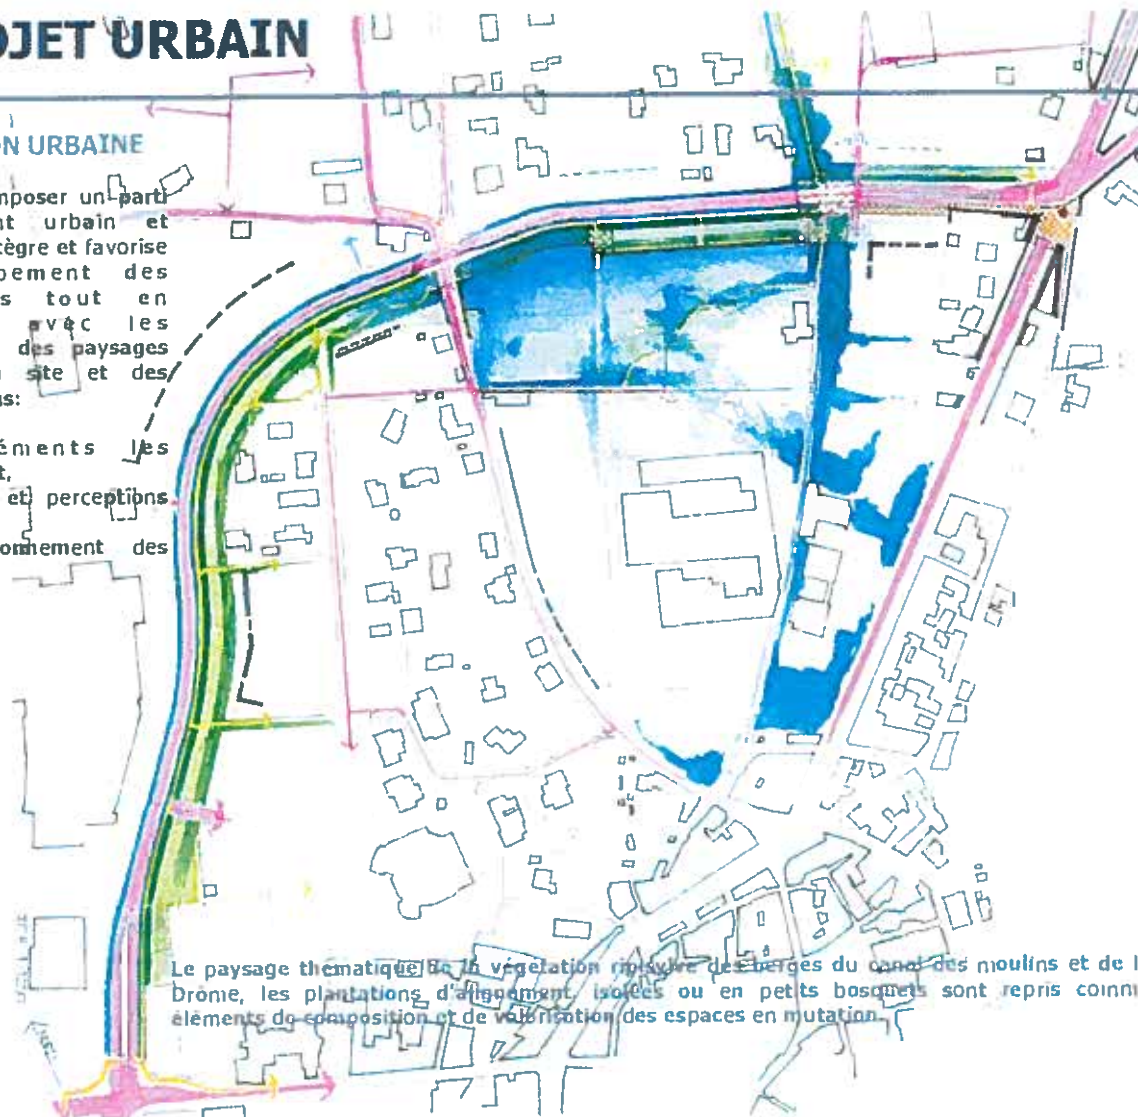 OJET URBAIN
ON URBAINE
mposer un parti
nt urbain et
tègre et favorise
pement des
s tout en
avec les
des paysages
site et des
ns:
éments les
t,
et perceptions
onnement des
Le paysage thématique de la végétation ripisylve des berges du canal des moulins et de l
Drôme, les plantations d'alignement, isolées ou en petits bosquets sont repris comm
éléments de composition et de valorisation des espaces en mutation.